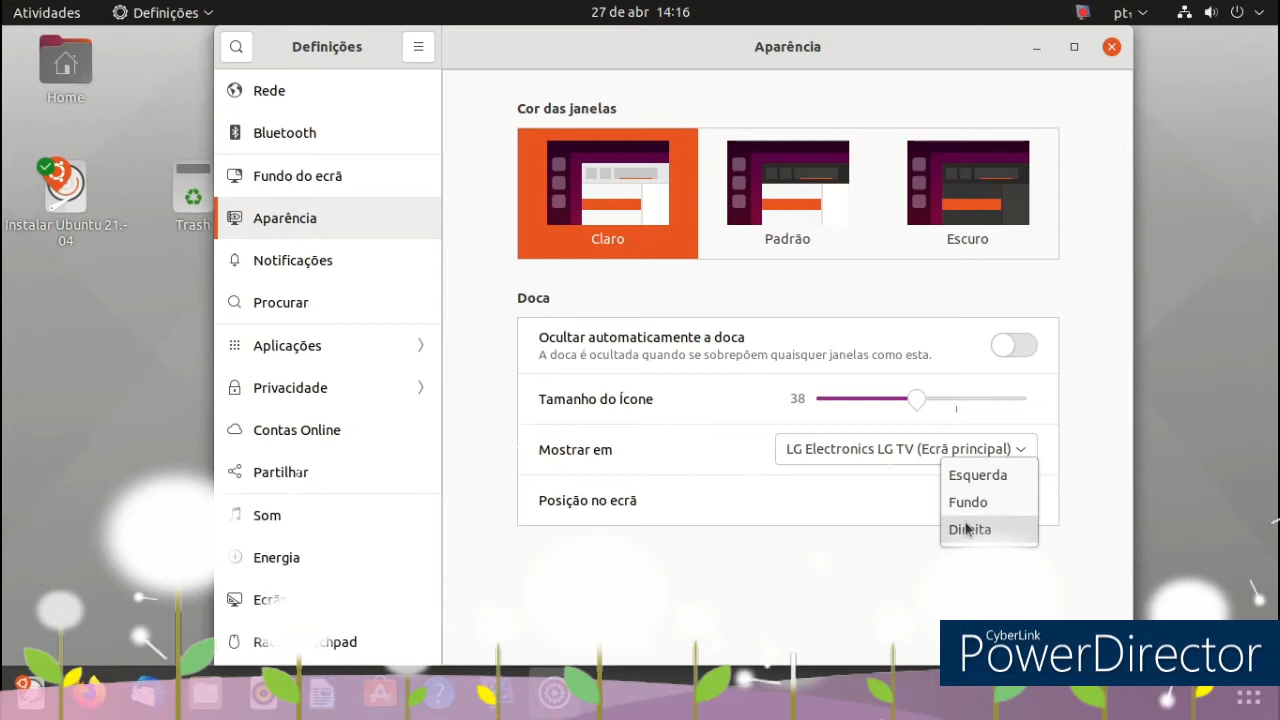 Atividades
Definições
27 de abr 14:16
pt₁
Home
Instalar Ubuntu 21.-
04
Trash
Definições
Rede
Bluetooth
Fundo do ecrã
Aparência
Notificações
Procurar
Aplicações
Privacidade
Contas Online
Partilhar
Som
Energia
Aparência
Cor das janelas
Claro
Padrão
Escuro
Doca
Ocultar automaticamente a doca
A doca é ocultada quando se sobrepõem quaisquer janelas como esta.
Tamanho do Ícone
38
Mostrar em
LG Electronics LG TV (Ecrã principal)
Posição no ecrã
Esquerda
Fundo
Direita
CyberLink
PowerDirector